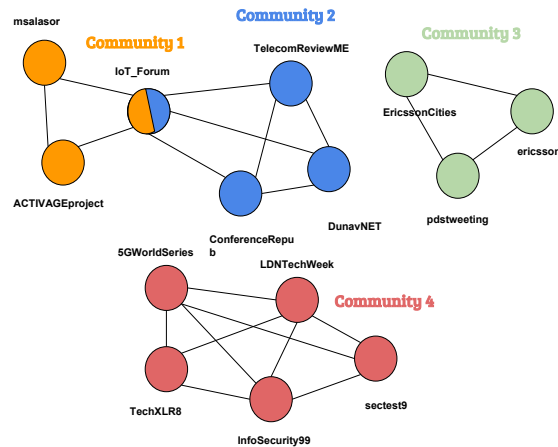 msalasor
Community 2
Community 1
Community 3
TelecomReviewME
IoT_Forum
EricssonCities
ericsson
ACTIVAGEproject
pdstweeting
DunavNET
ConferenceRepu
b
5GWorldSeries
LDNTechWeek
Community 4
TechXLR8
sectest9
InfoSecurity99